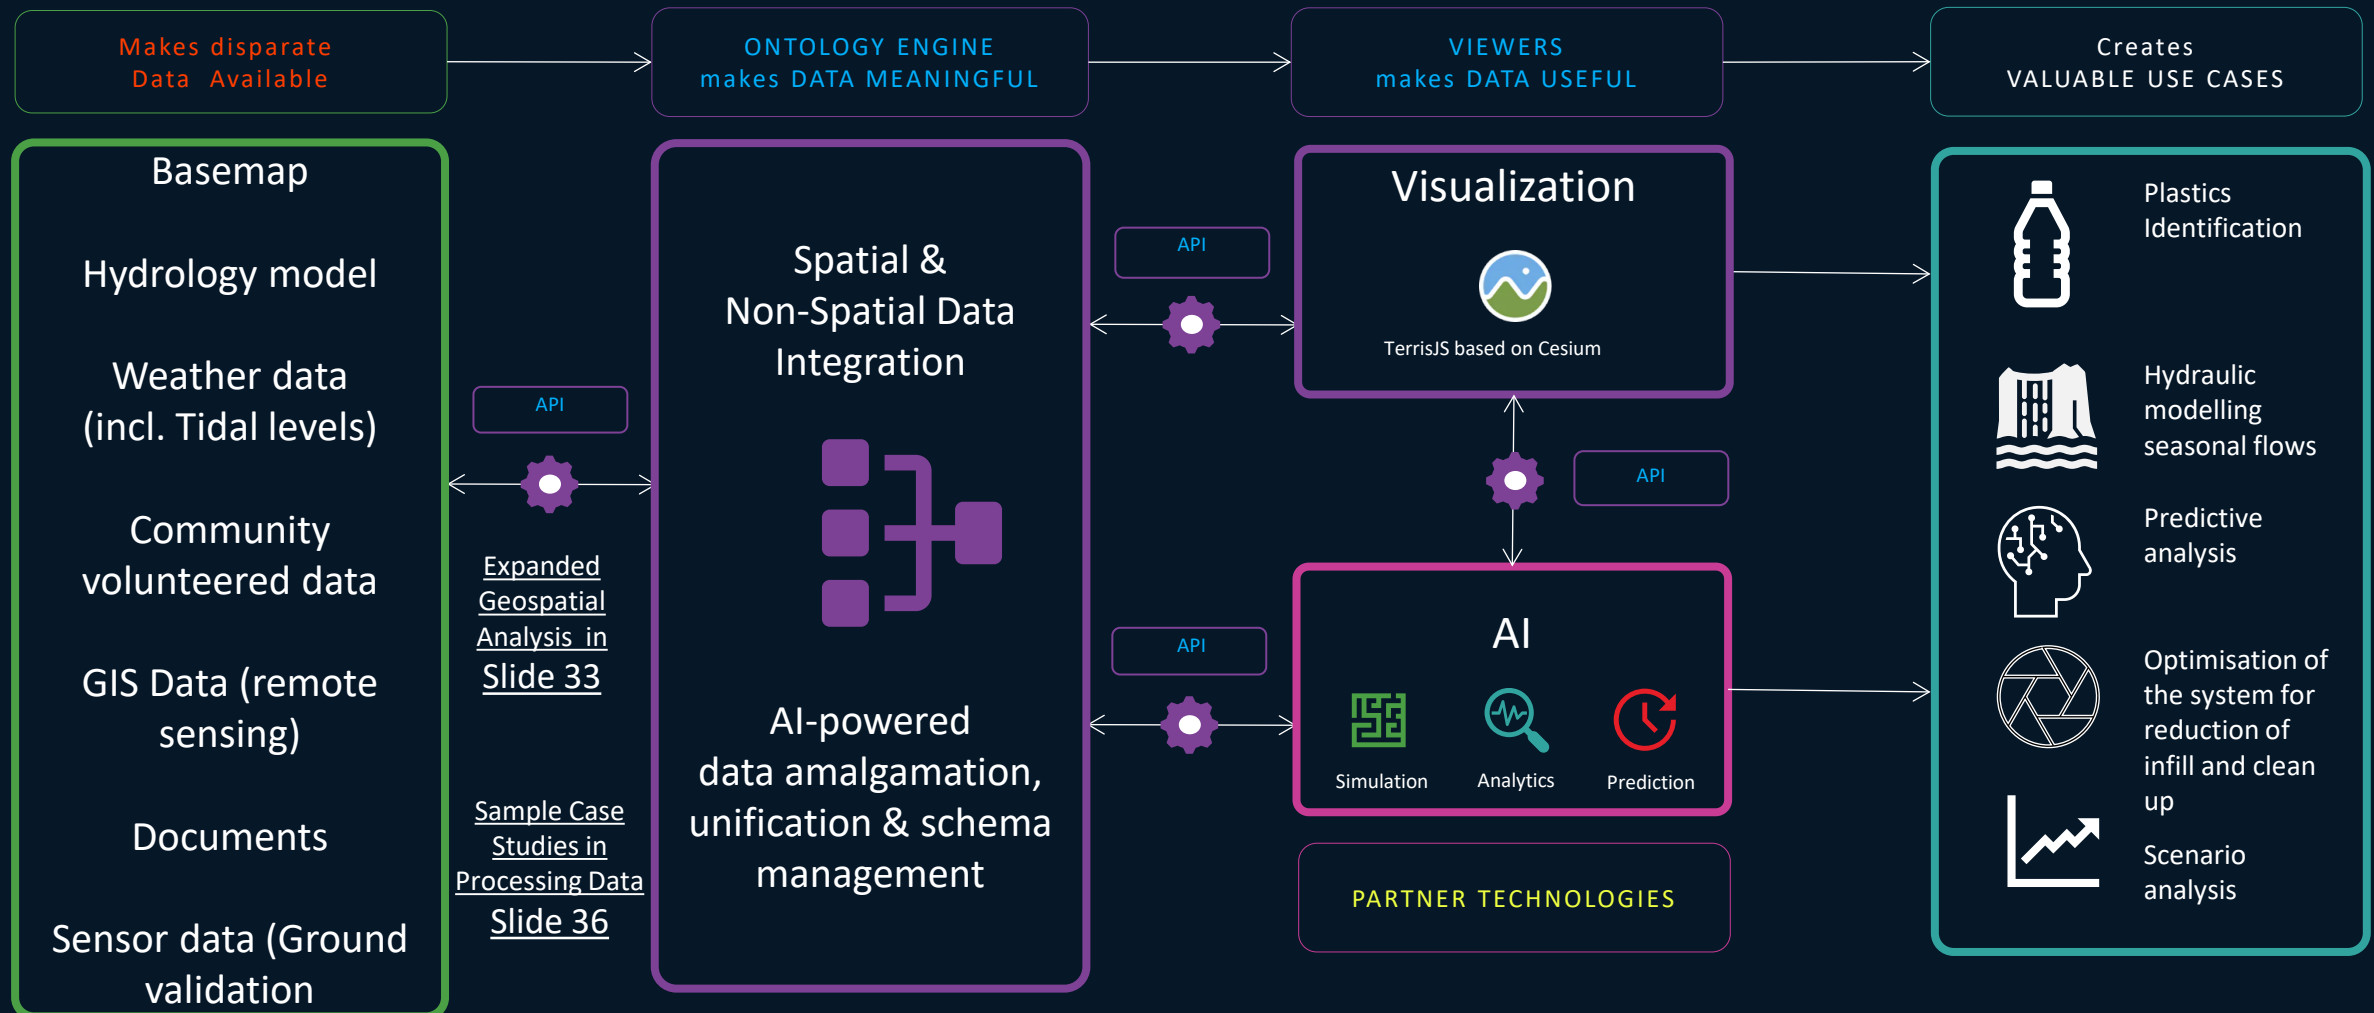 Makes disparate
Data Available
ONTOLOGY ENGINE
makes DATA MEANINGFUL
VIEWERS
makes DATA USEFUL
Creates
VALUABLE USE CASES
Basemap
Hydrology model
Weather data
(incl. Tidal levels)
Community
volunteered data
GIS Data (remote
sensing)
Documents
Sensor data (Ground
validation
API
Expanded
Geospatial
Analysis in
Slide 33
Sample Case
Studies in
Processing Data
Slide 36
Spatial &
Non-Spatial Data
Integration
AI-powered
data amalgamation,
unification & schema
management
API
API
Visualization
TerrisJS based on Cesium
API
AI
Simulation
Analytics
Prediction
PARTNER TECHNOLOGIES
Plastics
Identification
Hydraulic
modelling
seasonal flows
Predictive
analysis
Optimisation of
the system for
reduction of
infill and clean
up
Scenario
analysis